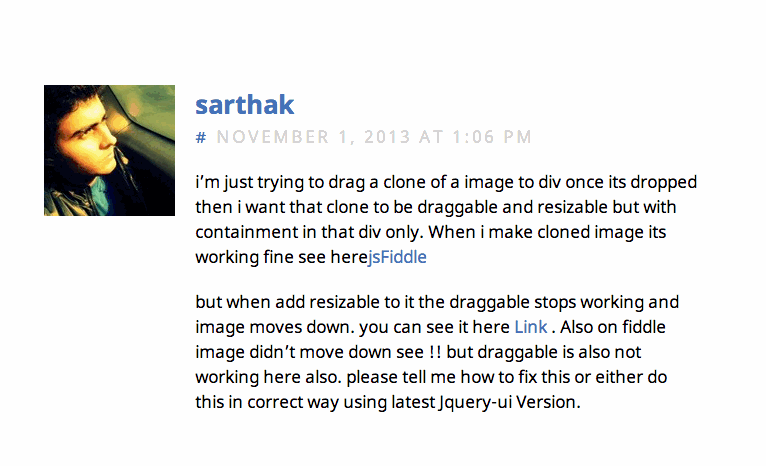 sarthak
# NOVEMBER 1, 2013 AT 1:06 PM
i’m just trying to drag a clone of a image to div once its dropped
then i want that clone to be draggable and resizable but with
containment in that div only. When i make cloned image its
working fine see herejsFiddle
but when add resizable to it the draggable stops working and
image moves down. you can see it here Link . Also on fiddle
image didn’t move down see !! but draggable is also not
working here also. please tell me how to fix this or either do
this in correct way using latest Jquery-ui Version.